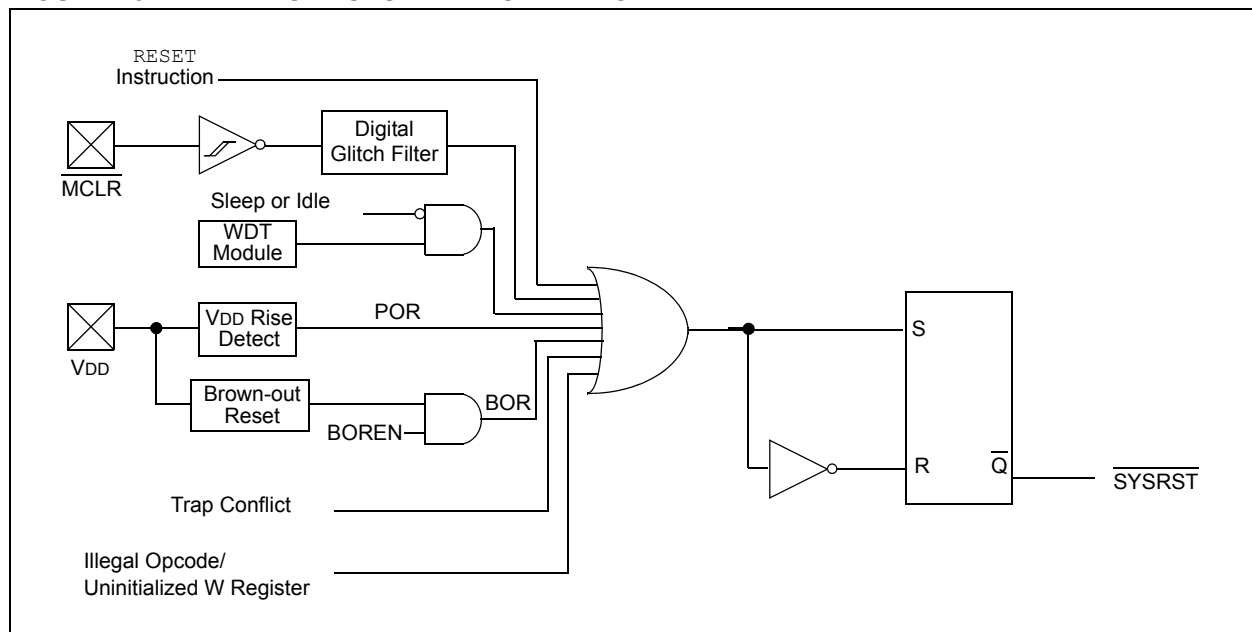 RESET
Instruction
Digital
Glitch Filter
MCLR
Sleep or Idle
WDT
Module
VDD Rise
Detect
POR
VDD
Brown-out
Reset
BOREN
BOR
Trap Conflict
Illegal Opcode/
Uninitialized W Register
S
R
Q
SYSRST